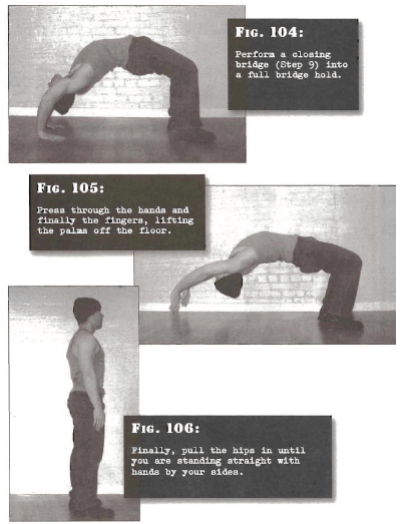 FIG. 104:
Perform a closing
bridge (Step 9) into
a full bridge hold.
FIG. 105:
Press through the hands and
finally the fingers, lifting
the palms off the floor.
FIG. 106:
Finally, pull the hips in until
you are standing straight with
hands by your sides.